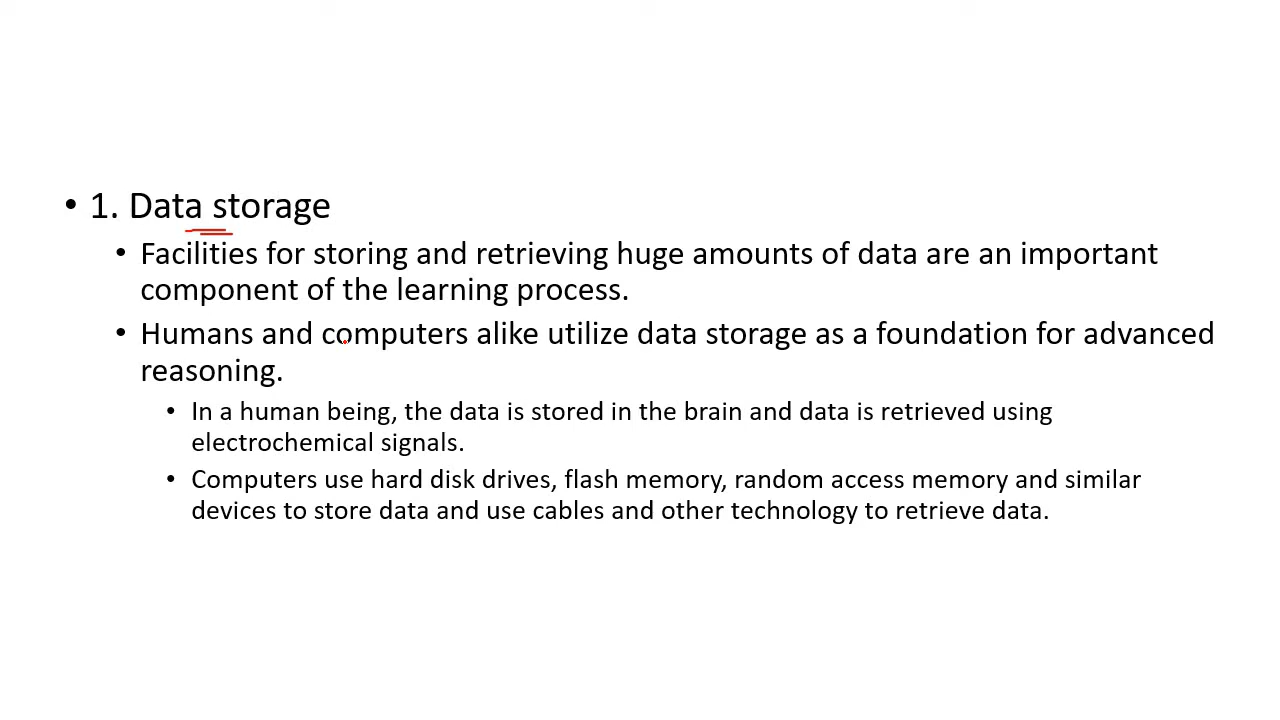 • 1. Data storage
• Facilities for storing and retrieving huge amounts of data are an important
component of the learning process.
• Humans and computers alike utilize data storage as a foundation for advanced
reasoning.
• In a human being, the data is stored in the brain and data is retrieved using
electrochemical signals.
• Computers use hard disk drives, flash memory, random access memory and similar
devices to store data and use cables and other technology to retrieve data.